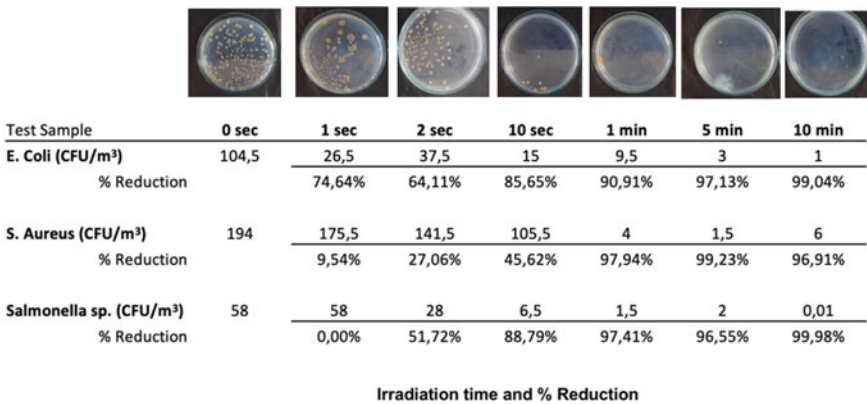 Test Sample 0 sec 1 sec 2 sec 10 sec 1 min 5 min 10 min
E. Coli (CFU/m³) 104,5 26,5 37,5 15 9,5 3 1
% Reduction 74,64% 64,11% 85,65% 90,91% 97,13% 99,04%
S. Aureus (CFU/m³) 194 175,5 141,5 105,5 4 1,5 6
% Reduction 9,54% 27,06% 45,62% 97,94% 99,23% 96,91%
Salmonella sp. (CFU/m³) 58 58 28 6,5 1,5 2 0,01
% Reduction 0,00% 51,72% 88,79% 97,41% 96,55% 99,98%
Irradiation time and % Reduction